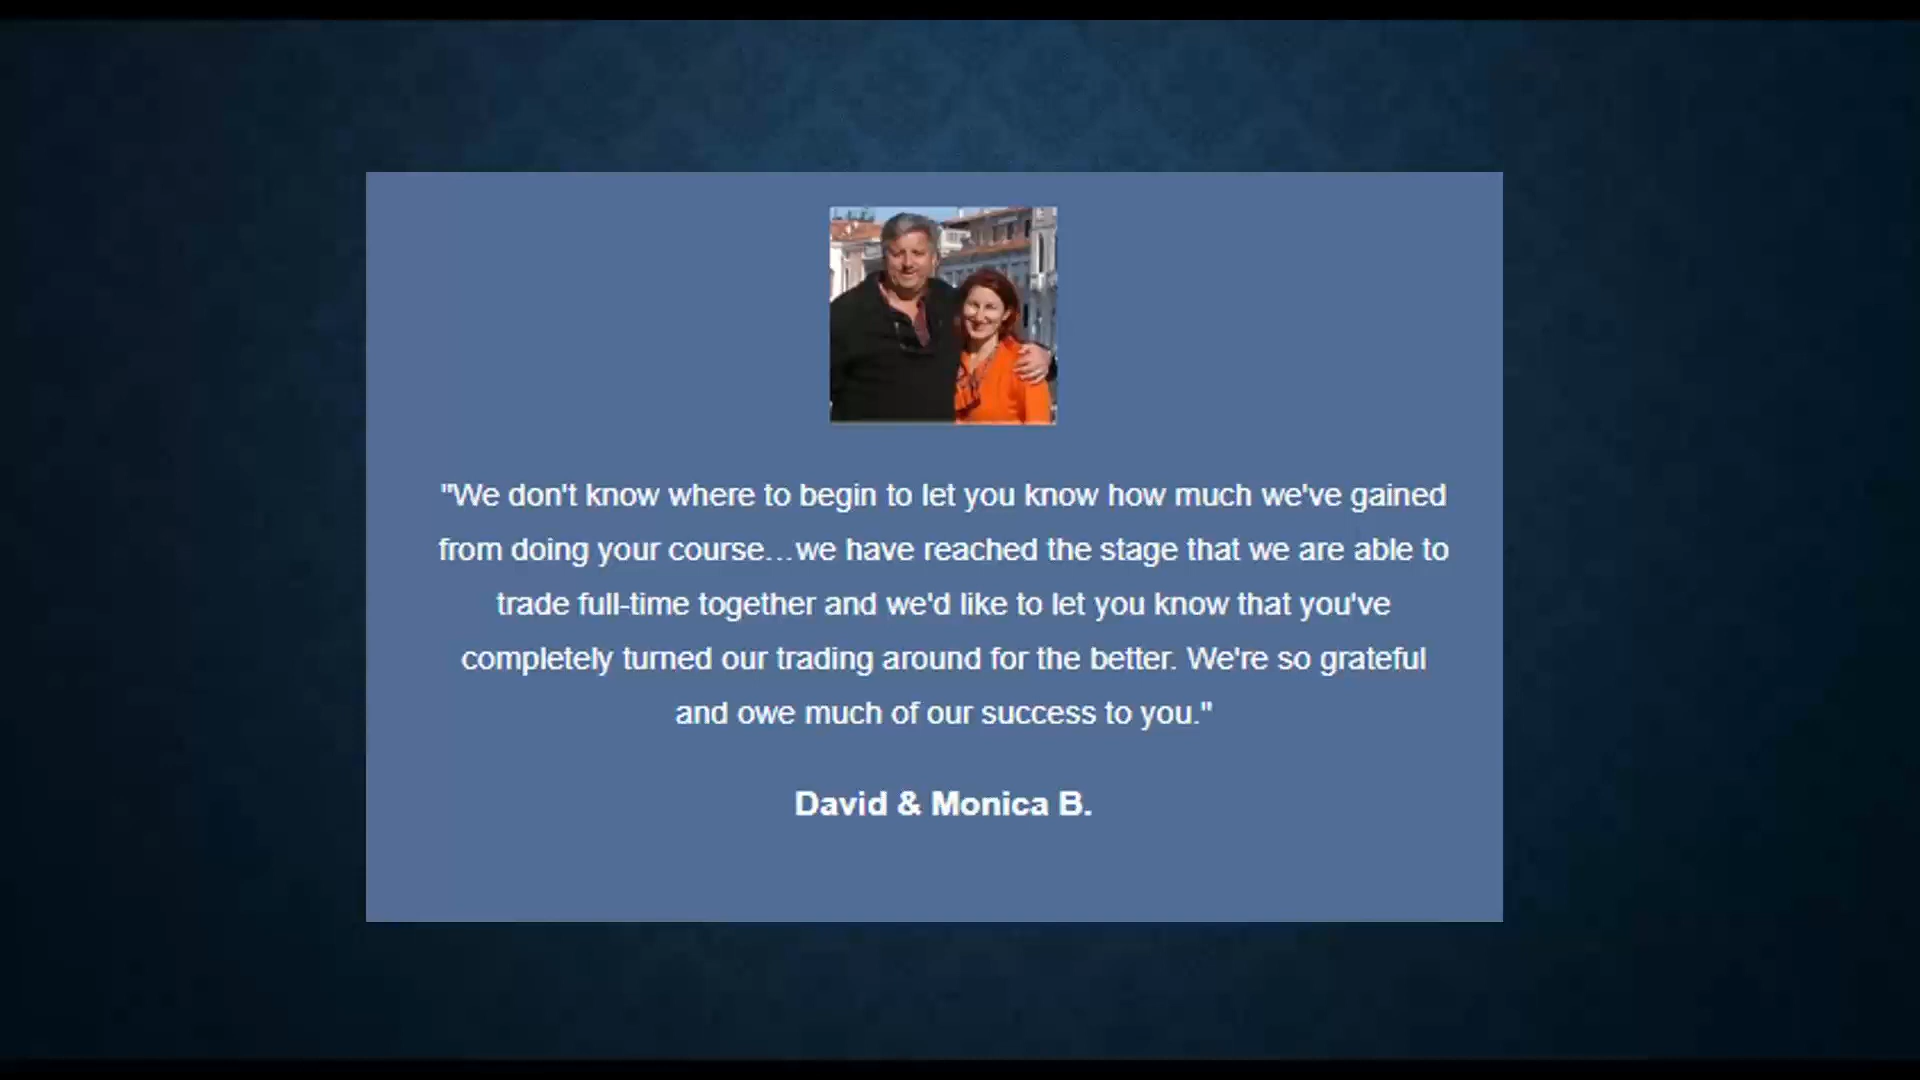 "We don't know where to begin to let you know how much we've gained
from doing your course...we have reached the stage that we are able to
trade full-time together and we'd like to let you know that you've
completely turned our trading around for the better. We're so grateful
and owe much of our success to you."
David & Monica B.